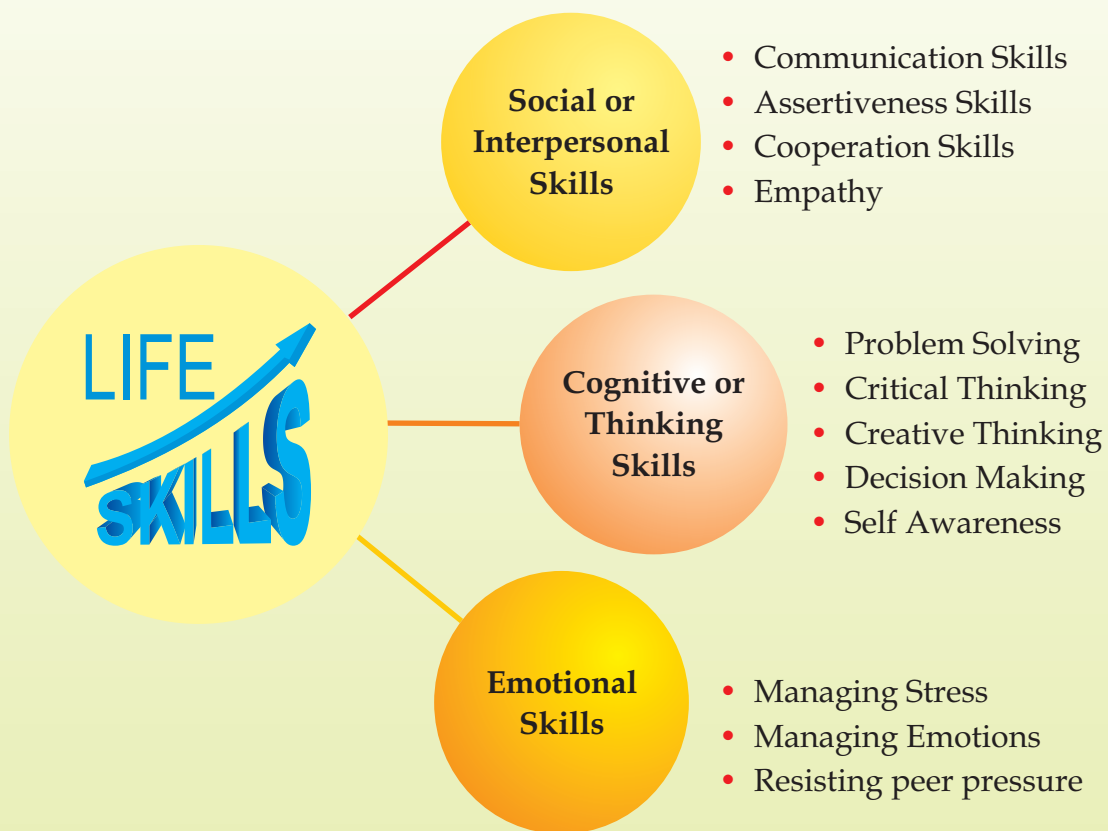 LIFE
SKILLS
Social or
Interpersonal
Skills
• Communication Skills
• Assertiveness Skills
• Cooperation Skills
• Empathy
Cognitive or
Thinking
Skills
• Problem Solving
• Critical Thinking
• Creative Thinking
• Decision Making
• Self Awareness
Emotional
Skills
• Managing Stress
• Managing Emotions
• Resisting peer pressure